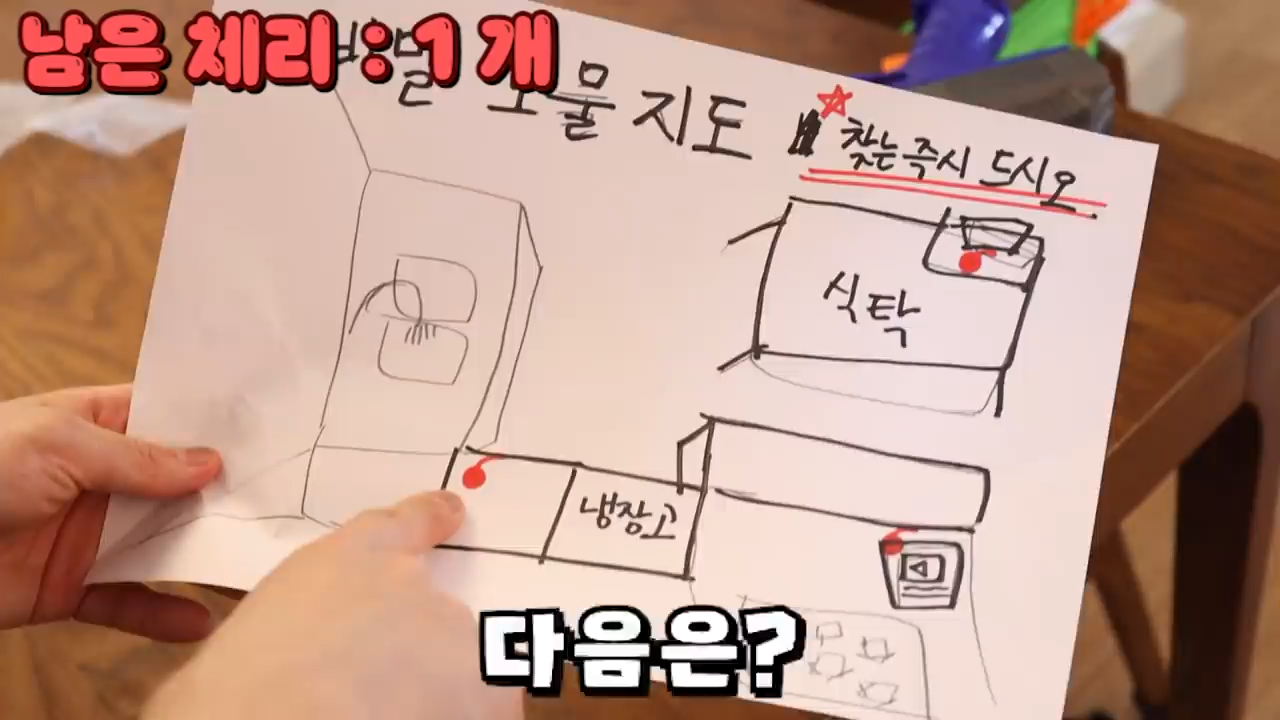 남은 체리 : 1 개
보물 지도
찾는 즉시 드시오
식탁
냉장고
다음은?